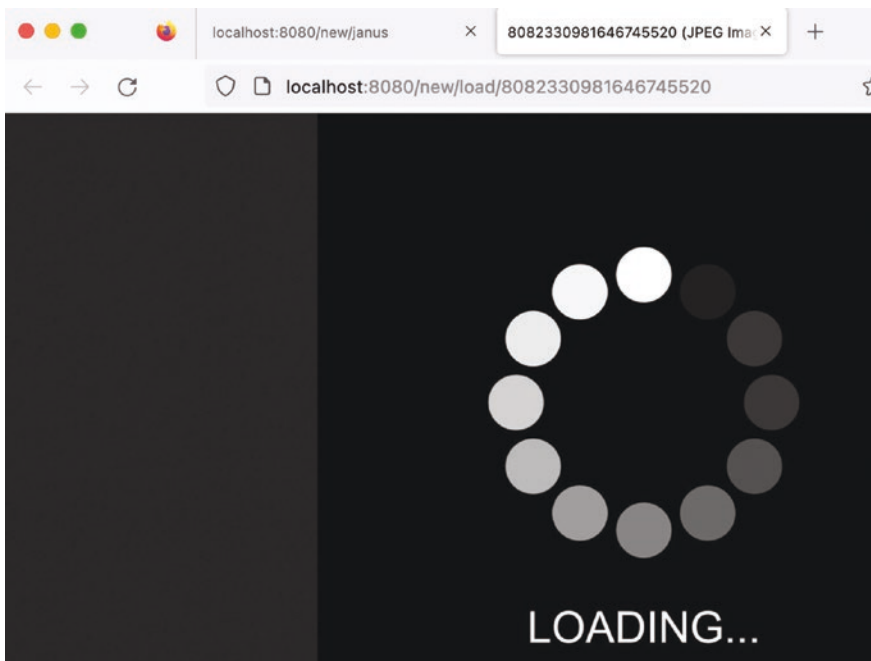 localhost:8080/new/janus
8082330981646745520 (JPEG Ima
localhost:8080/new/load/8082330981646745520
LOADING...